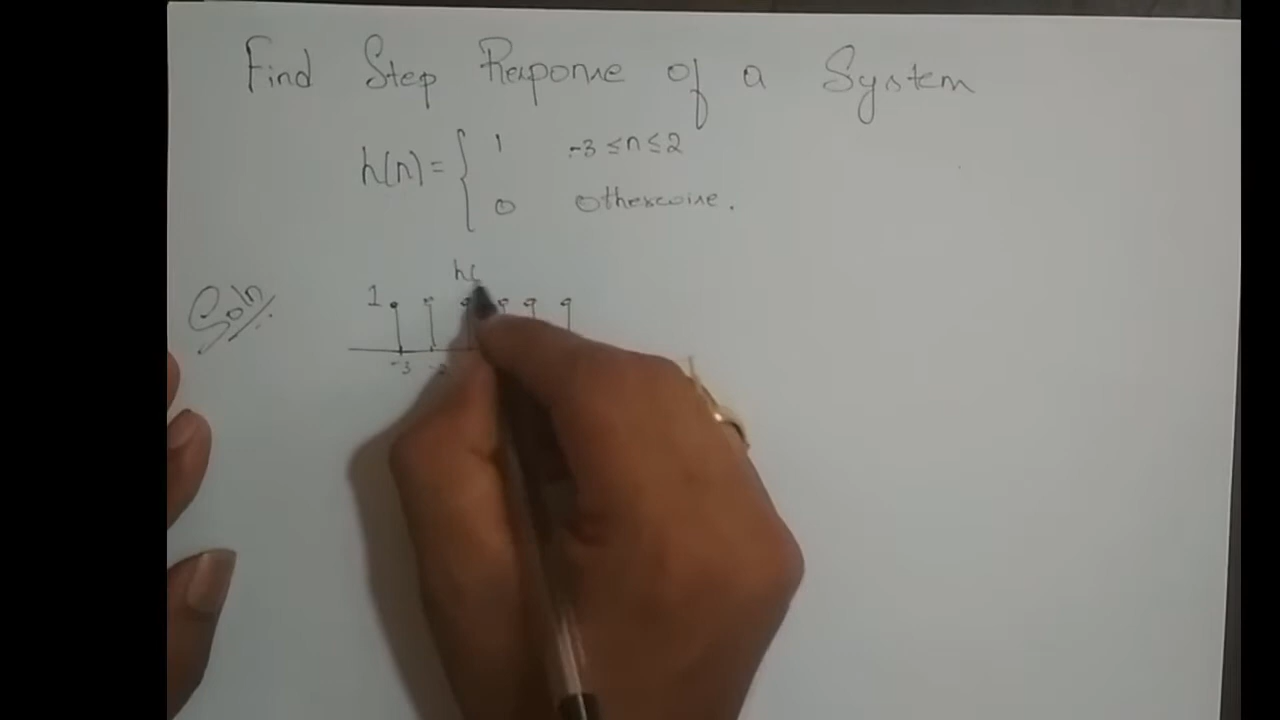 Find Step Response of a System
h(n) = { 1 -3 ≤ n ≤ 2
0 otherwise.
Soln
h(
1
-3 -2